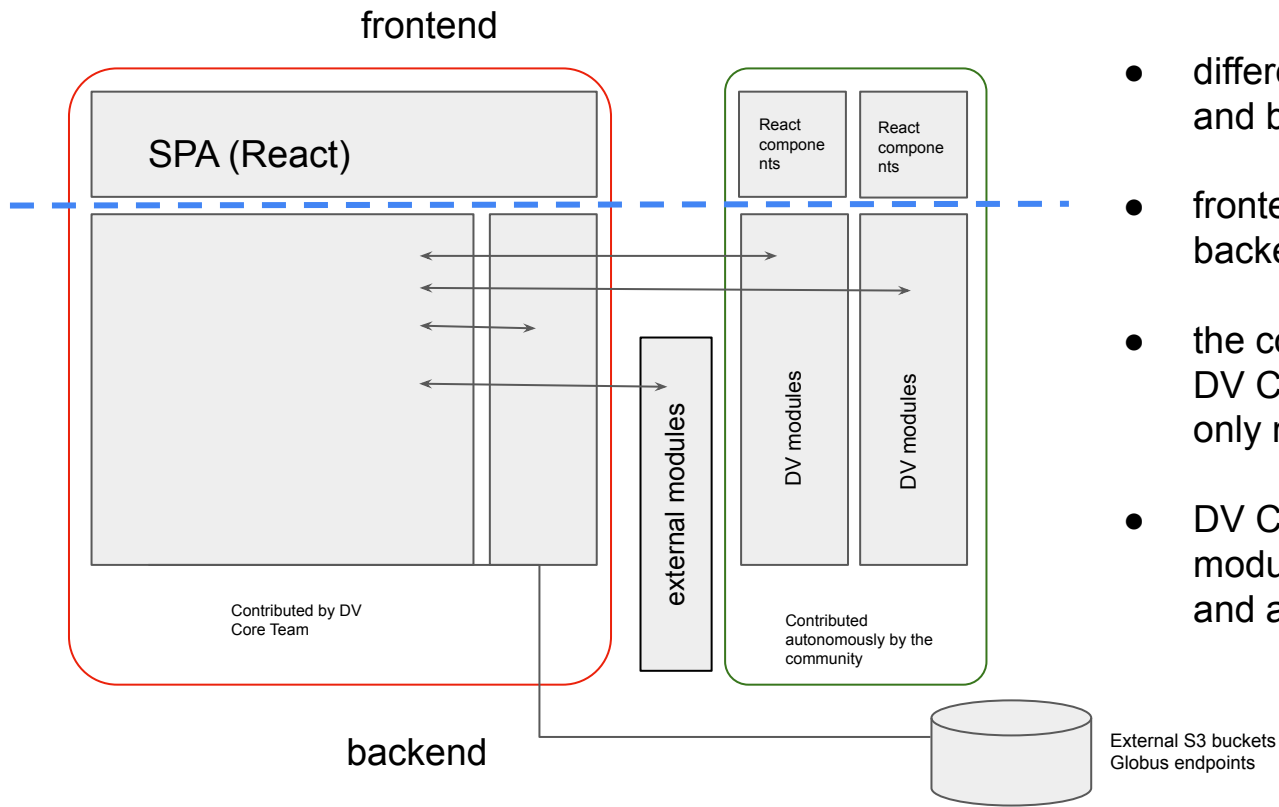 frontend
SPA (React)
React
compone
nts
React
compone
nts
external modules
DV modules
DV modules
Contributed by DV
Core Team
Contributed
autonomously by the
community
backend
External S3 buckets
Globus endpoints
● differe
and b
● fronte
backe
● the co
DV C
only r
● DV C
modu
and a